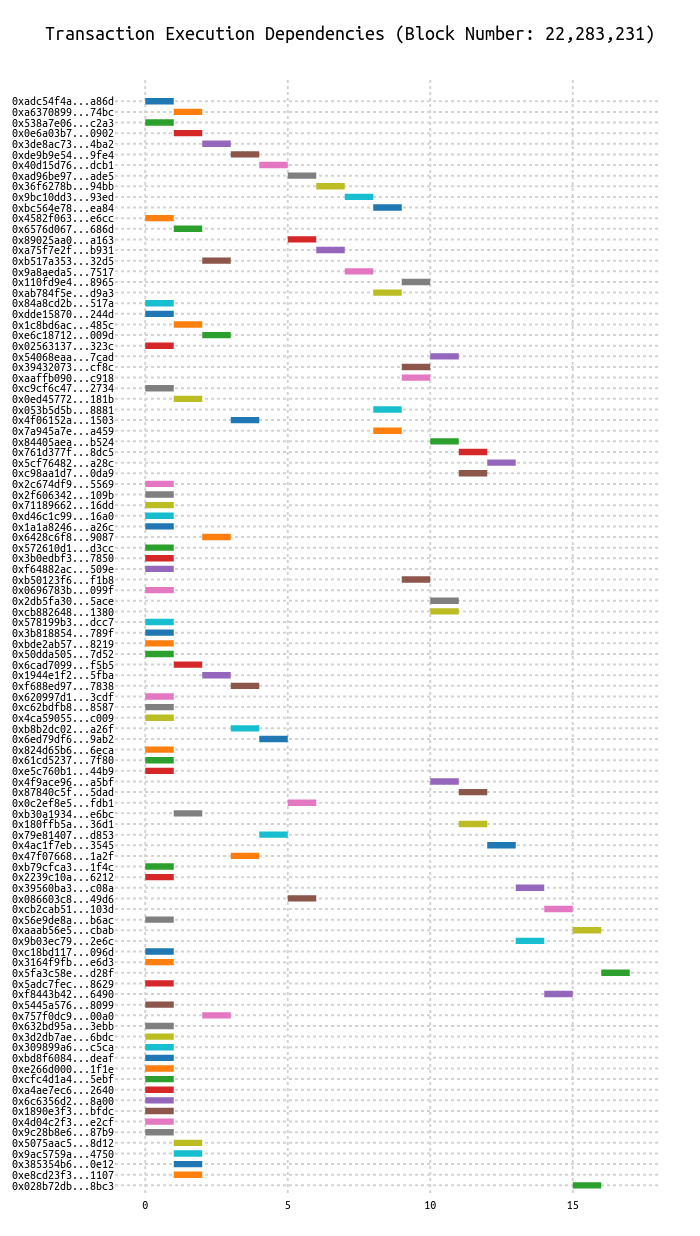 Transaction Execution Dependencies (Block Number: 22,283,231)
0xadc54f4a...a86d
0xa6370899...74bc
0x538a7e06...c2a3
0x0e6a03b7...0902
0x3de8ac73...4ba2
0xde9b9e54...9fe4
0x40d15d76...dcb1
0xad96be97...ade5
0x36f6278b...94bb
0x9bc10dd3...93ed
0xbc564e78...ea84
0x4582f063...e6cc
0x6576d067...686d
0x89025aa0...a163
0xa75f7e2f...b931
0xb517a353...32d5
0x9a8aeda5...7517
0x110fd9e4...8965
0xab784f5e...d9a3
0x84a8cd2b...517a
0xdde15870...244d
0x1c8bd6ac...485c
0xe6c18712...009d
0x02563137...323c
0x54068eaa...7cad
0x39432073...cf8c
0xaaffb090...c918
0xc9cf6c47...2734
0x0ed45772...181b
0x053b5d5b...8881
0x4f06152a...1503
0x7a945a7e...a459
0x84405aea...b524
0x761d377f...8dc5
0x5cf76482...a28c
0xc98aa1d7...0da9
0x2c674df9...5569
0x2f606342...109b
0x71189662...16dd
0xd46c1c99...16a0
0x1a1a8246...a26c
0x6428c6f8...9087
0x572610d1...d3cc
0x3b0edbf3...7850
0xf64882ac...509e
0xb50123f6...f1b8
0x0696783b...099f
0x2db5fa30...5ace
0xcb882648...1380
0x578199b3...dcc7
0x3b818854...789f
0xbde2ab57...8219
0x50dda505...7d52
0x6cad7099...f5b5
0x1944e1f2...5fba
0xf688ed97...7838
0x620997d1...3cdf
0xc62bdfb8...8587
0x4ca59055...c009
0xb8b2dc02...a26f
0x6ed79df6...9ab2
0x824d65b6...6eca
0x61cd5237...7f80
0xe5c760b1...44b9
0x4f9ace96...a5bf
0x87840c5f...5dad
0x0c2ef8e5...fdb1
0xb30a1934...e6bc
0x180ffb5a...36d1
0x79e81407...d853
0x4ac1f7eb...3545
0x47f07668...1a2f
0xb79cfca3...1f4c
0x2239c10a...6212
0x39560ba3...c08a
0x086603c8...49d6
0xcb2cab51...103d
0x56e9de8a...b6ac
0xaaab56e5...cbab
0x9b03ec79...2e6c
0xc18bd117...096d
0x3164f9fb...e6d3
0x5fa3c58e...d28f
0x5adc7fec...8629
0xf8443b42...6490
0x5445a576...8099
0x757f0dc9...00a0
0x632bd95a...3ebb
0x3d2db7ae...6bdc
0x309899a6...c5ca
0xbd8f6084...deaf
0xe266d000...1f1e
0xcfc4d1a4...5ebf
0xa4ae7ec6...2640
0x6c6356d2...8a00
0x1890e3f3...bfdc
0x4d04c2f3...e2cf
0x9c28b8e6...87b9
0x5075aac5...8d12
0x9ac5759a...4750
0x385354b6...0e12
0xe8cd23f3...1107
0x028b72db...8bc3
0 5 10 15